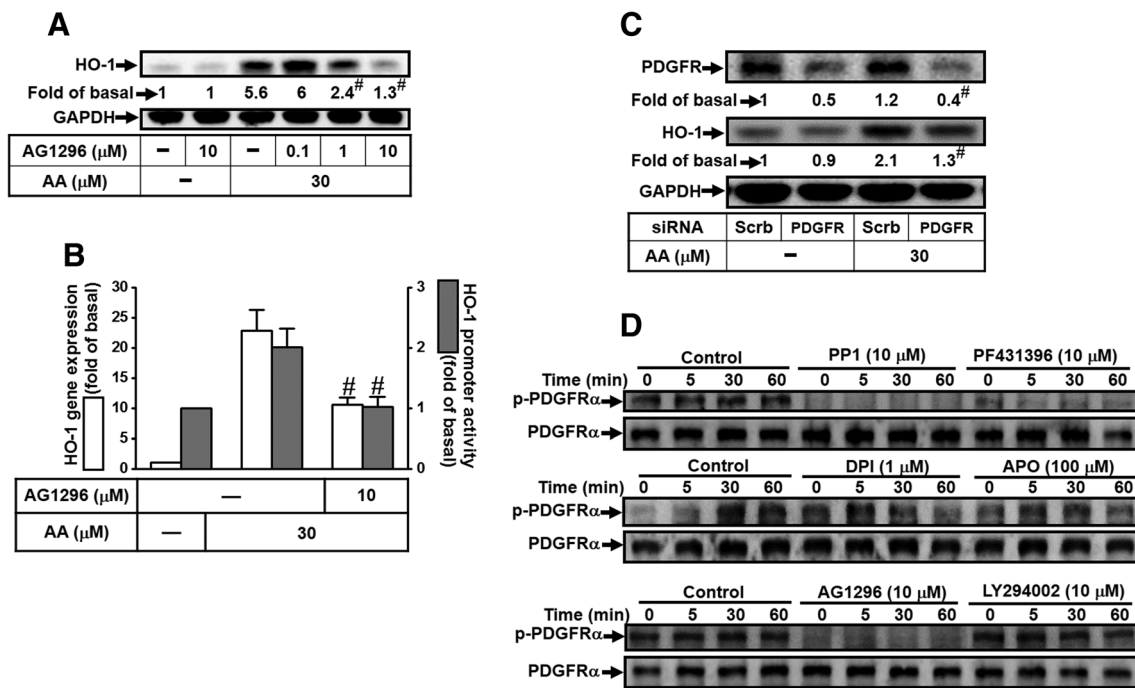 A
HO-1
Fold of basal 1 1 5.6 6 2.4# 1.3#
GAPDH
AG1296 (μM) – 10 – 0.1 1 10
AA (μM) – 30
B
HO-1 gene expression
(fold of basal)
30
25
20
15
10
5
0
# #
3
2
1
0
HO-1 promoter activity
(fold of basal)
AG1296 (μM) — 10
AA (μM) — 30
C
PDGFR
Fold of basal 1 0.5 1.2 0.4#
HO-1
Fold of basal 1 0.9 2.1 1.3#
GAPDH
siRNA Scrb PDGFR Scrb PDGFR
AA (μM) – 30
D
Control PP1 (10 μM) PF431396 (10 μM)
Time (min) 0 5 30 60 0 5 30 60 0 5 30 60
p-PDGFRα
PDGFRα
Control DPI (1 μM) APO (100 μM)
Time (min) 0 5 30 60 0 5 30 60 0 5 30 60
p-PDGFRα
PDGFRα
Control AG1296 (10 μM) LY294002 (10 μM)
Time (min) 0 5 30 60 0 5 30 60 0 5 30 60
p-PDGFRα
PDGFRα